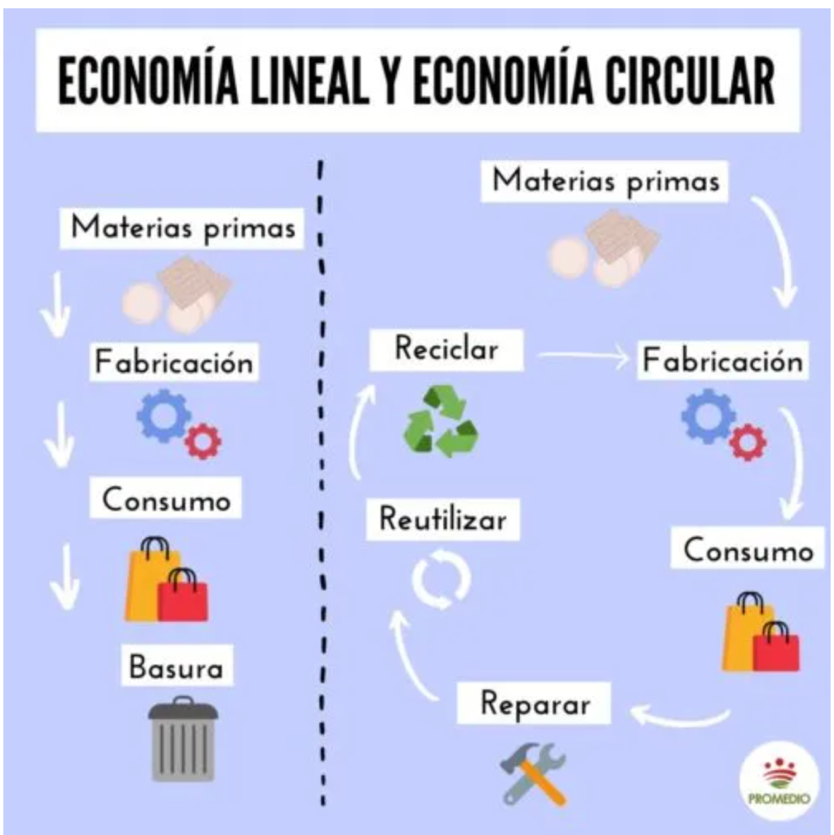 ECONOMÍA LINEAL Y ECONOMÍA CIRCULAR
Materias primas
Fabricación
Consumo
Basura
Materias primas
Fabricación
Consumo
Reparar
Reutilizar
Reciclar
PROMEDIO